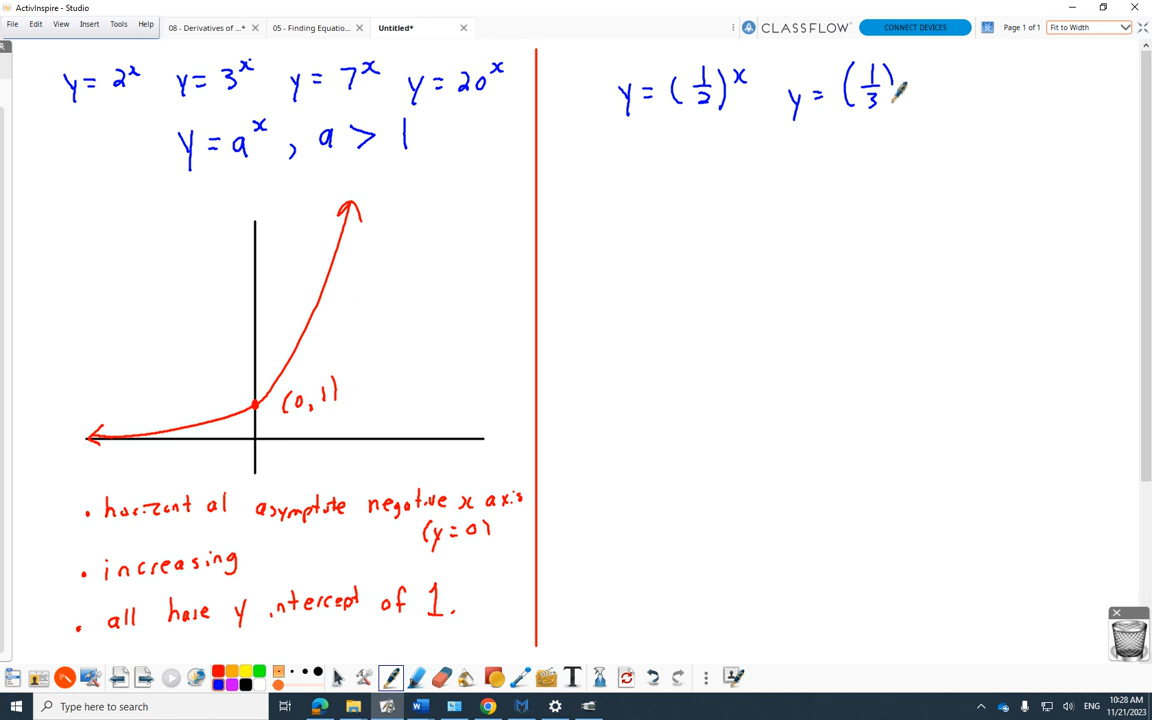 ActivInspire - Studio
File Edit View Insert Tools Help
08 - Derivatives of ...* 05 - Finding Equatio... Untitled*
CLASSFLOW CONNECT DEVICES Page 1 of 1 Fit to Width
y = 2^x y = 3^x y = 7^x y = 20^x
y = a^x , a > 1
(0, 1)
• horizontal asymptote negative x axis
(y = 0)
• increasing
• all have y intercept of 1.
y = (1/2)^x y = (1/3)
Type here to search
ENG
10:28 AM
11/21/2023